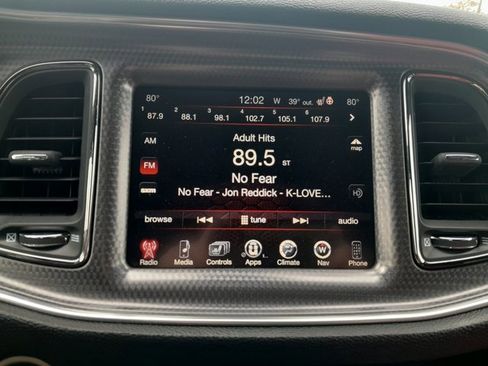 80° 12:02 W 39° out. 80°
1 87.9 2 88.1 3 98.1 4 102.7 5 105.1 6 107.9
AM
Adult Hits
map
89.5 ST
FM
No Fear
No Fear - Jon Reddick - K-LOVE...
HD
browse tune audio
Radio Media Controls Apps Climate Nav Phone